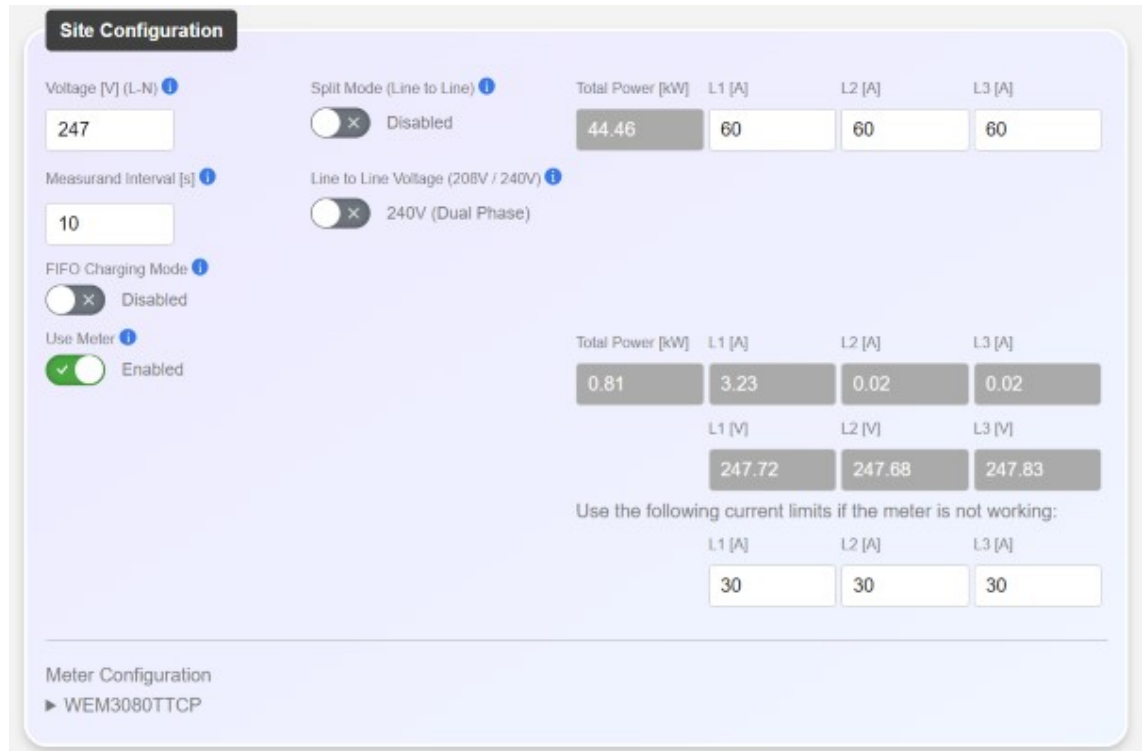 Site Configuration
Voltage [V] (L-N) Split Mode (Line to Line) Total Power [kW] L1 [A] L2 [A] L3 [A]
247 Disabled 44.46 60 60 60
Measurand Interval [s] Line to Line Voltage (208V / 240V)
10 240V (Dual Phase)
FIFO Charging Mode
Disabled
Use Meter Total Power [kW] L1 [A] L2 [A] L3 [A]
Enabled 0.81 3.23 0.02 0.02
L1 [V] L2 [V] L3 [V]
247.72 247.68 247.83
Use the following current limits if the meter is not working:
L1 [A] L2 [A] L3 [A]
30 30 30
Meter Configuration
► WEM3080TTCP